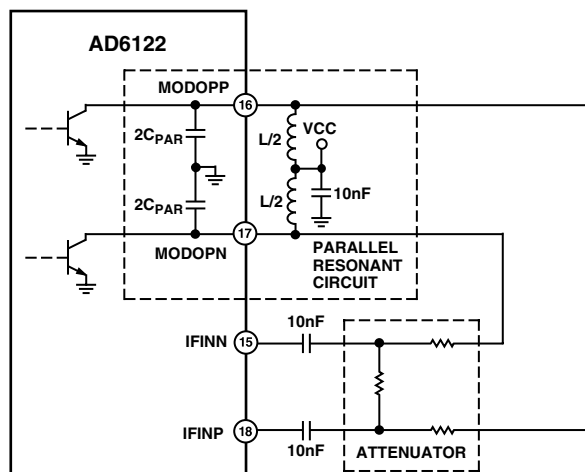 AD6122
MODOPP
16
2CPAR
L/2
VCC
L/2
10nF
2CPAR
17
MODOPN
PARALLEL
RESONANT
CIRCUIT
10nF
IFINN
15
IFINP
18
10nF
ATTENUATOR